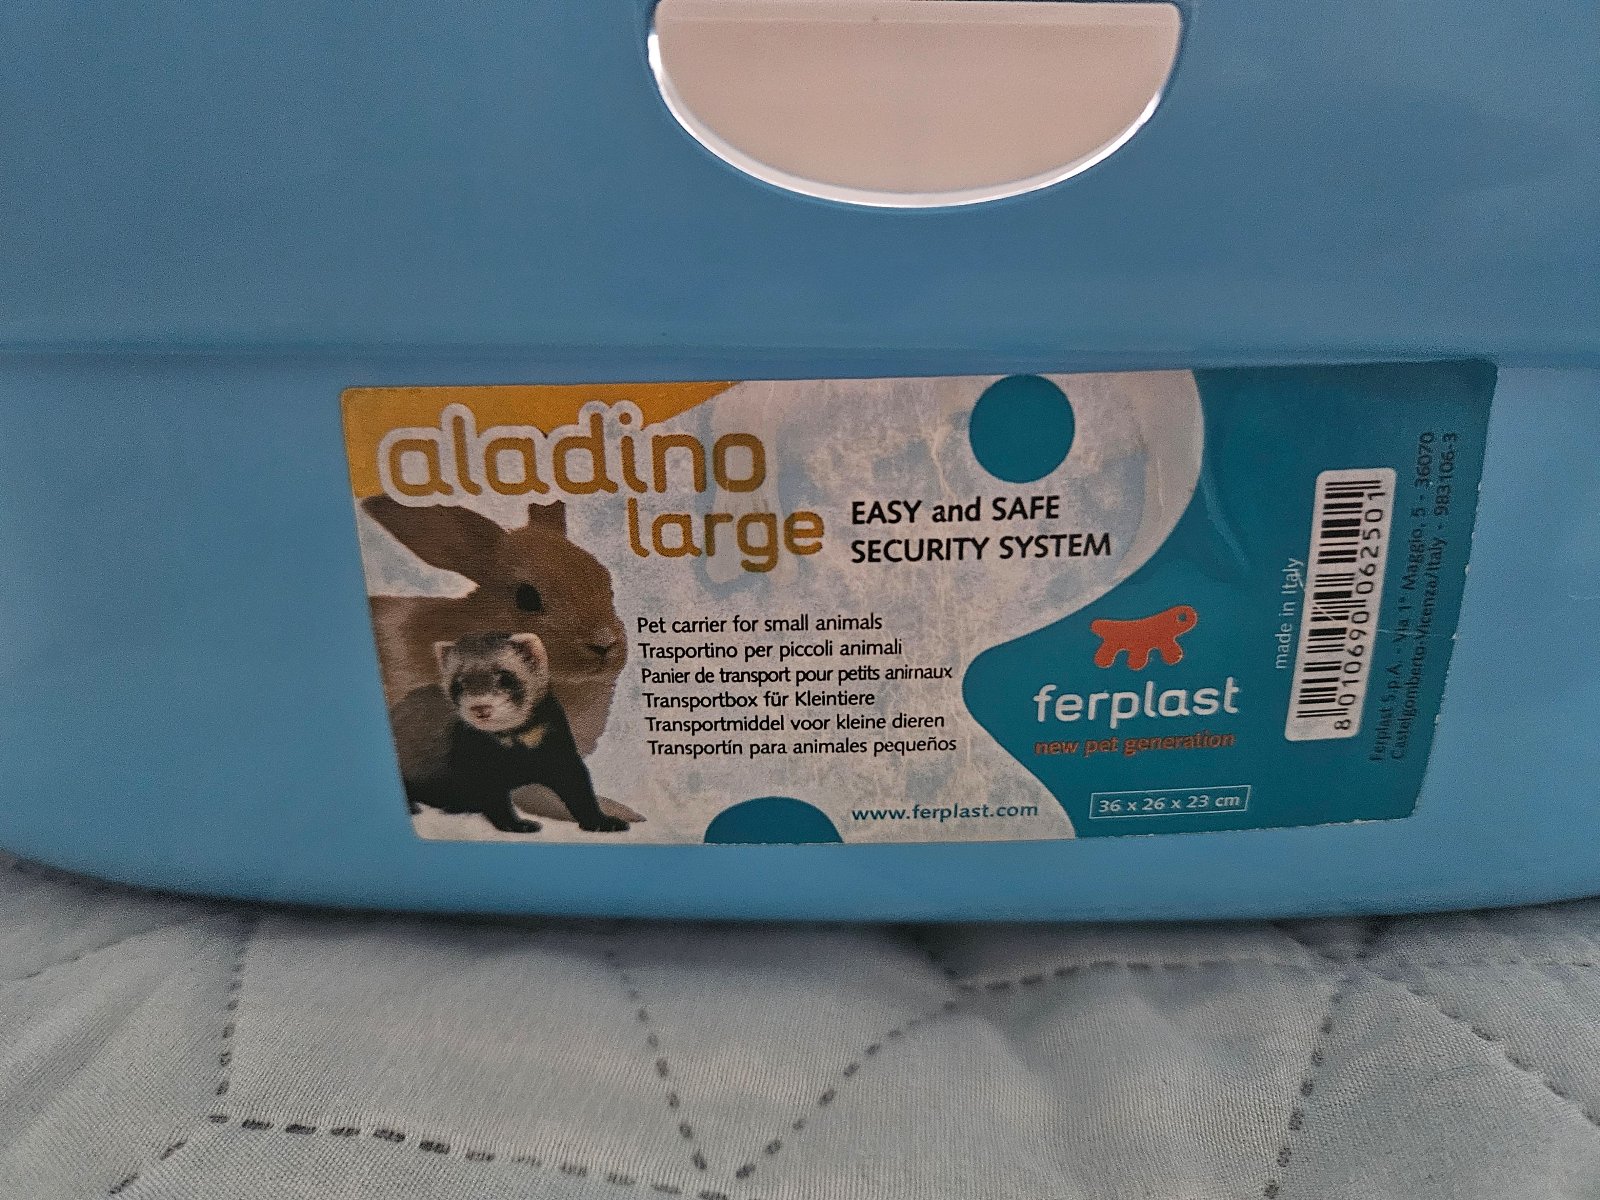 aladino
large
EASY and SAFE
SECURITY SYSTEM
Pet carrier for small animals
Trasportino per piccoli animali
Panier de transport pour petits anirnaux
Transportbox für Kleintiere
Transportmiddel voor kleine dieren
Transportín para animales pequeños
www.ferplast.com
ferplast
new pet generation
36 x 26 x 23 cm
made in Italy
8 010690 062501
Ferplast S.p.A. - Via 1° Maggio, 5 - 36070
Castelgomberto-Vicenza/Italy - 983106-3